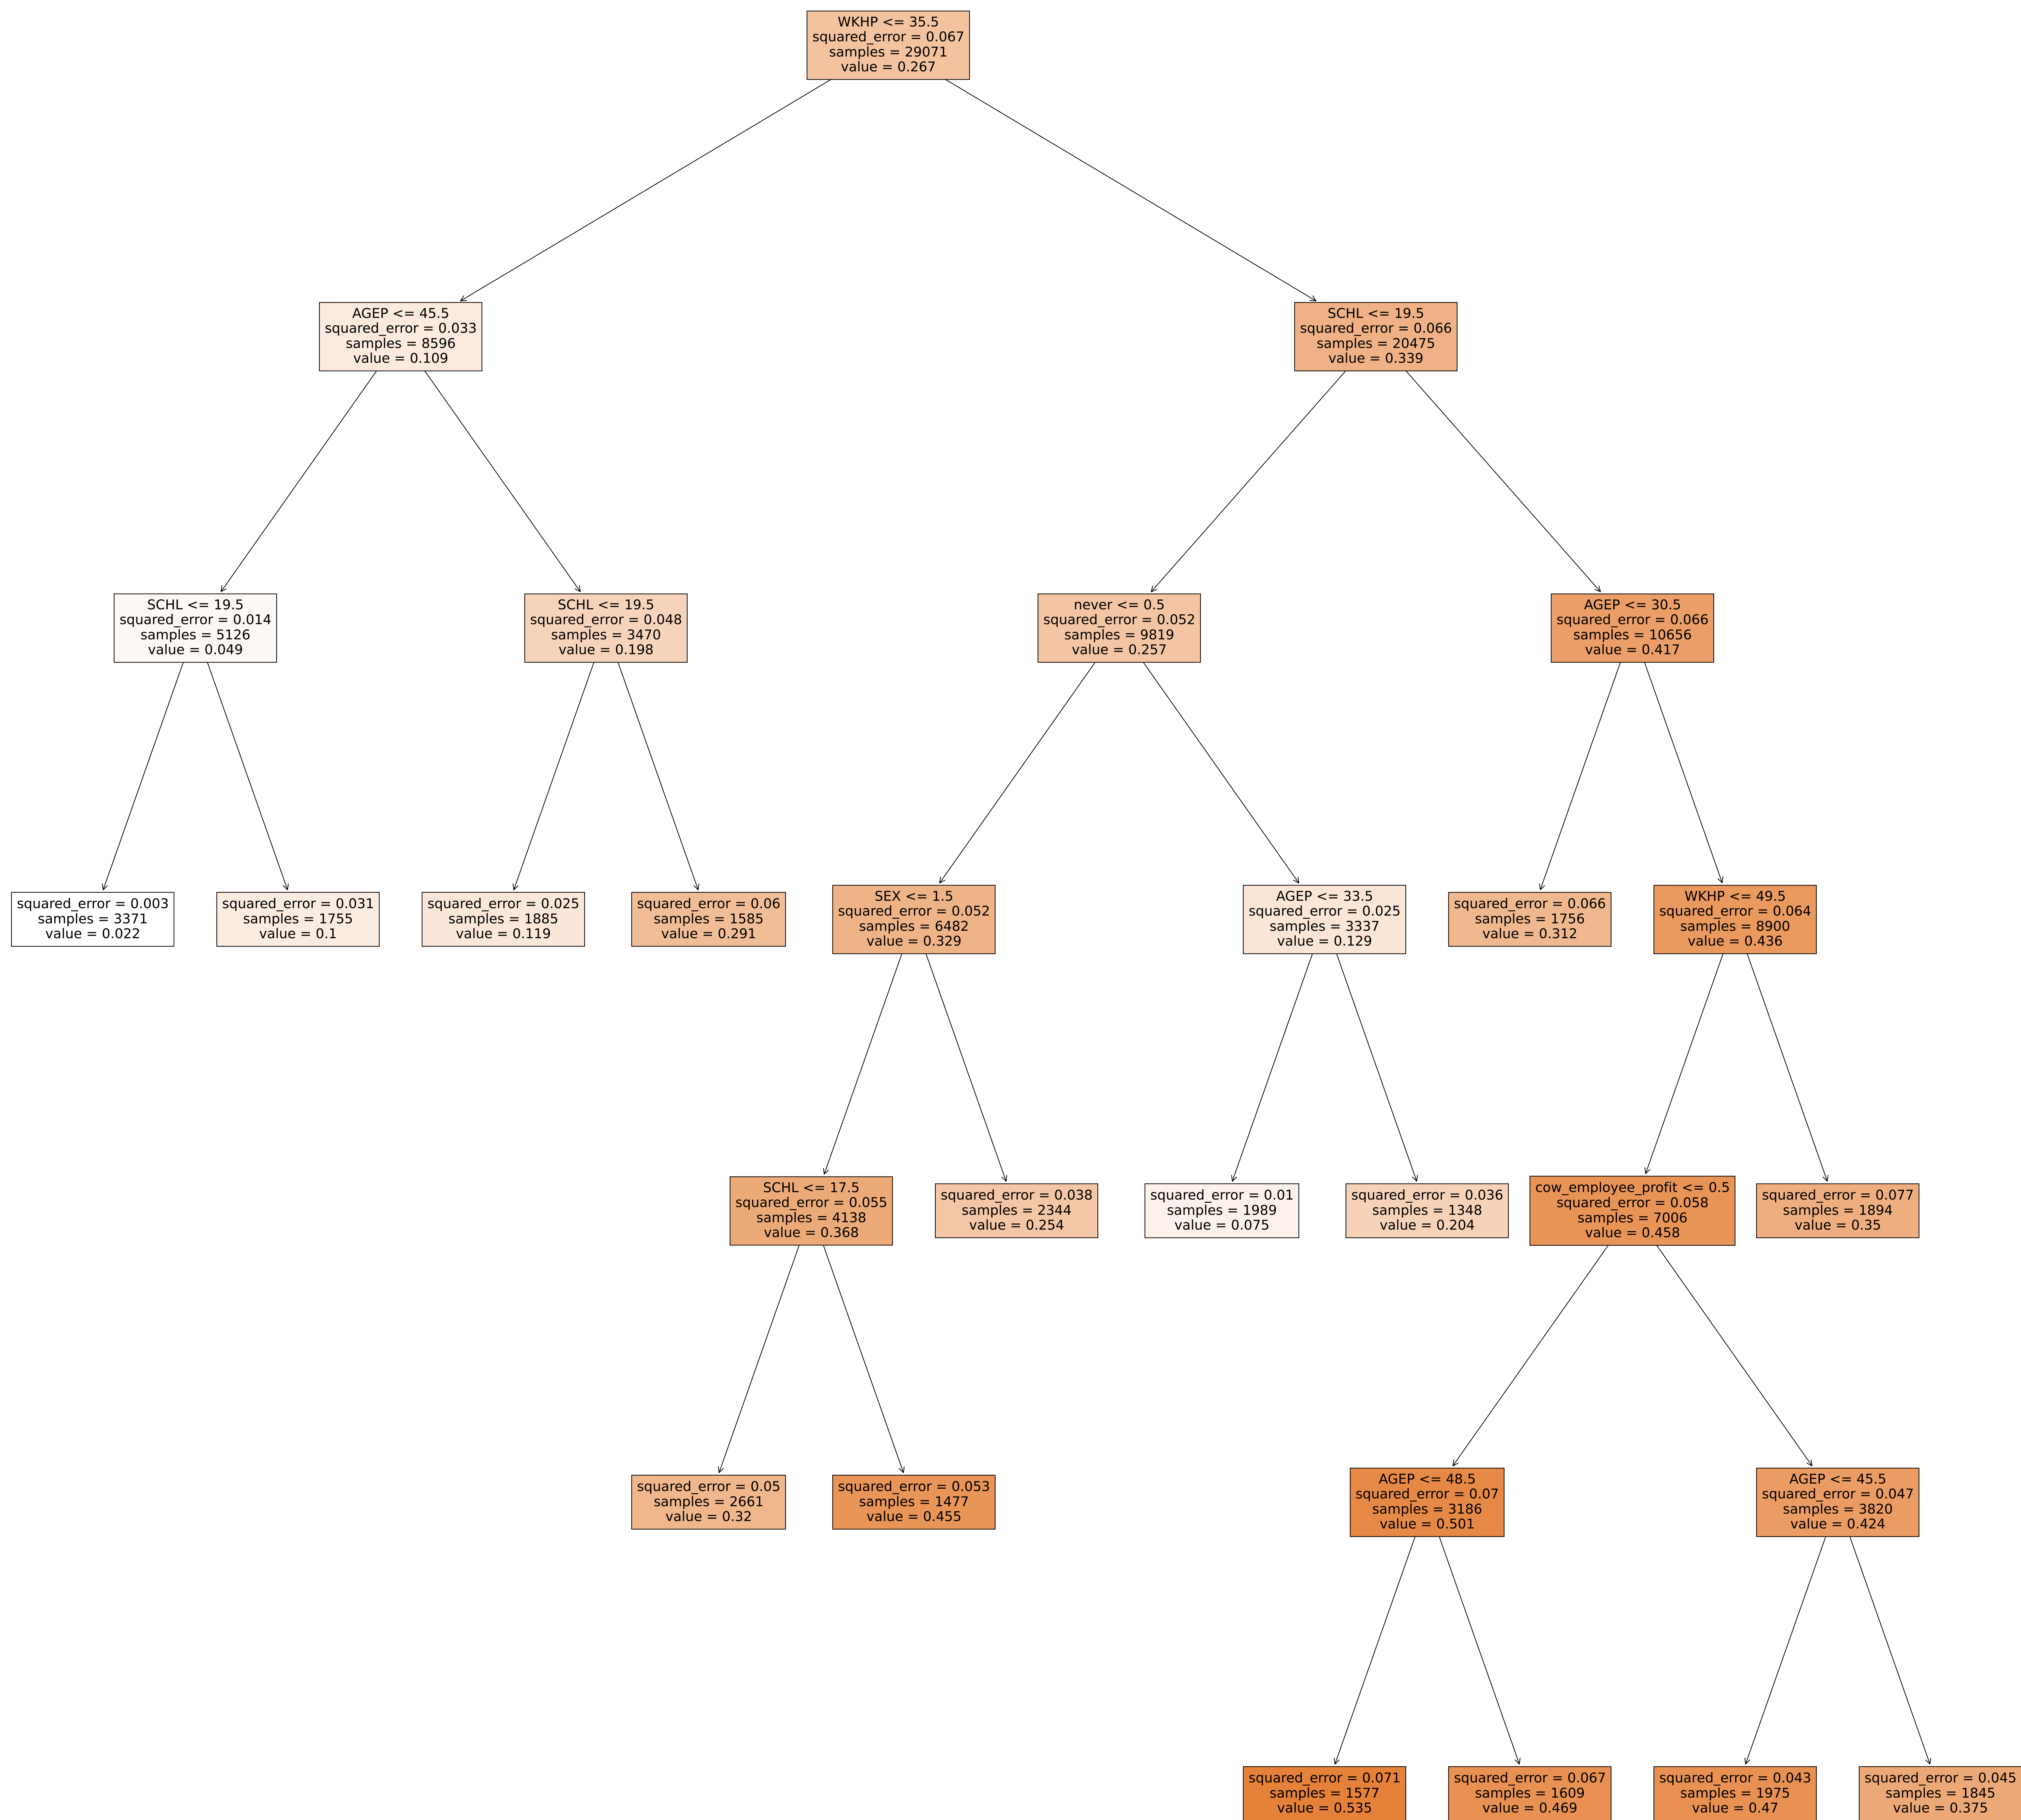 WKHP <= 35.5
squared_error = 0.067
samples = 29071
value = 0.267
AGEP <= 45.5
squared_error = 0.033
samples = 8596
value = 0.109
SCHL <= 19.5
squared_error = 0.066
samples = 20475
value = 0.339
SCHL <= 19.5
squared_error = 0.014
samples = 5126
value = 0.049
SCHL <= 19.5
squared_error = 0.048
samples = 3470
value = 0.198
never <= 0.5
squared_error = 0.052
samples = 9819
value = 0.257
AGEP <= 30.5
squared_error = 0.066
samples = 10656
value = 0.417
squared_error = 0.003
samples = 3371
value = 0.022
squared_error = 0.031
samples = 1755
value = 0.1
squared_error = 0.025
samples = 1885
value = 0.119
squared_error = 0.06
samples = 1585
value = 0.291
SEX <= 1.5
squared_error = 0.052
samples = 6482
value = 0.329
AGEP <= 33.5
squared_error = 0.025
samples = 3337
value = 0.129
squared_error = 0.066
samples = 1756
value = 0.312
WKHP <= 49.5
squared_error = 0.064
samples = 8900
value = 0.436
SCHL <= 17.5
squared_error = 0.055
samples = 4138
value = 0.368
squared_error = 0.038
samples = 2344
value = 0.254
squared_error = 0.01
samples = 1989
value = 0.075
squared_error = 0.036
samples = 1348
value = 0.204
cow_employee_profit <= 0.5
squared_error = 0.058
samples = 7006
value = 0.458
squared_error = 0.077
samples = 1894
value = 0.35
squared_error = 0.05
samples = 2661
value = 0.32
squared_error = 0.053
samples = 1477
value = 0.455
AGEP <= 48.5
squared_error = 0.07
samples = 3186
value = 0.501
AGEP <= 45.5
squared_error = 0.047
samples = 3820
value = 0.424
squared_error = 0.071
samples = 1577
value = 0.535
squared_error = 0.067
samples = 1609
value = 0.469
squared_error = 0.043
samples = 1975
value = 0.47
squared_error = 0.045
samples = 1845
value = 0.375